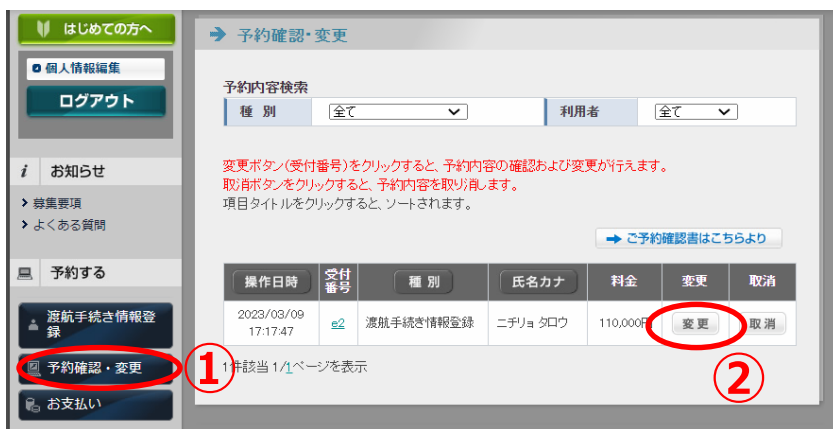 はじめての方へ
個人情報編集
ログアウト
i お知らせ
募集要項
よくある質問
予約する
渡航手続き情報登
録
予約確認・変更
お支払い
①
予約確認・変更
予約内容検索
種 別 全て 利用者 全て
変更ボタン(受付番号)をクリックすると、予約内容の確認および変更が行えます。
取消ボタンをクリックすると、予約内容を取り消します。
項目タイトルをクリックすると、ソートされます。
ご予約確認書はこちらより
操作日時 受付番号 種 別 氏名カナ 料金 変更 取消
2023/03/09
17:17:47 e2 渡航手続き情報登録 ニチリョ タロウ 110,000円 変 更 取 消
1件該当 1/1ページを表示
②